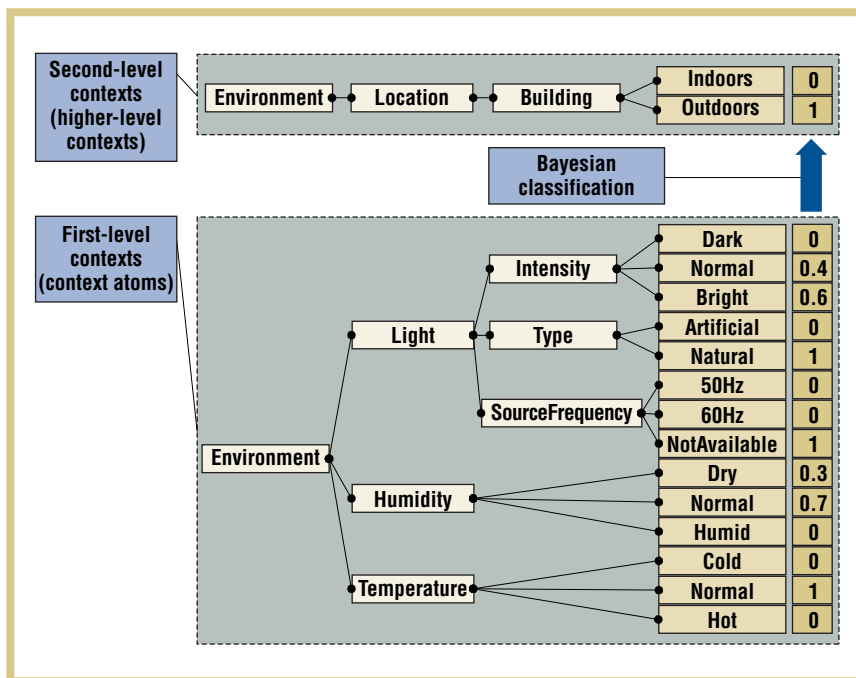 Second-level
contexts
(higher-level
contexts)
Environment Location Building
Indoors 0
Outdoors 1
Bayesian
classification
First-level
contexts
(context atoms)
Dark 0
Intensity Normal 0.4
Bright 0.6
Light Type Artificial 0
Natural 1
50Hz 0
SourceFrequency 60Hz 0
NotAvailable 1
Environment Dry 0.3
Humidity Normal 0.7
Humid 0
Cold 0
Temperature Normal 1
Hot 0